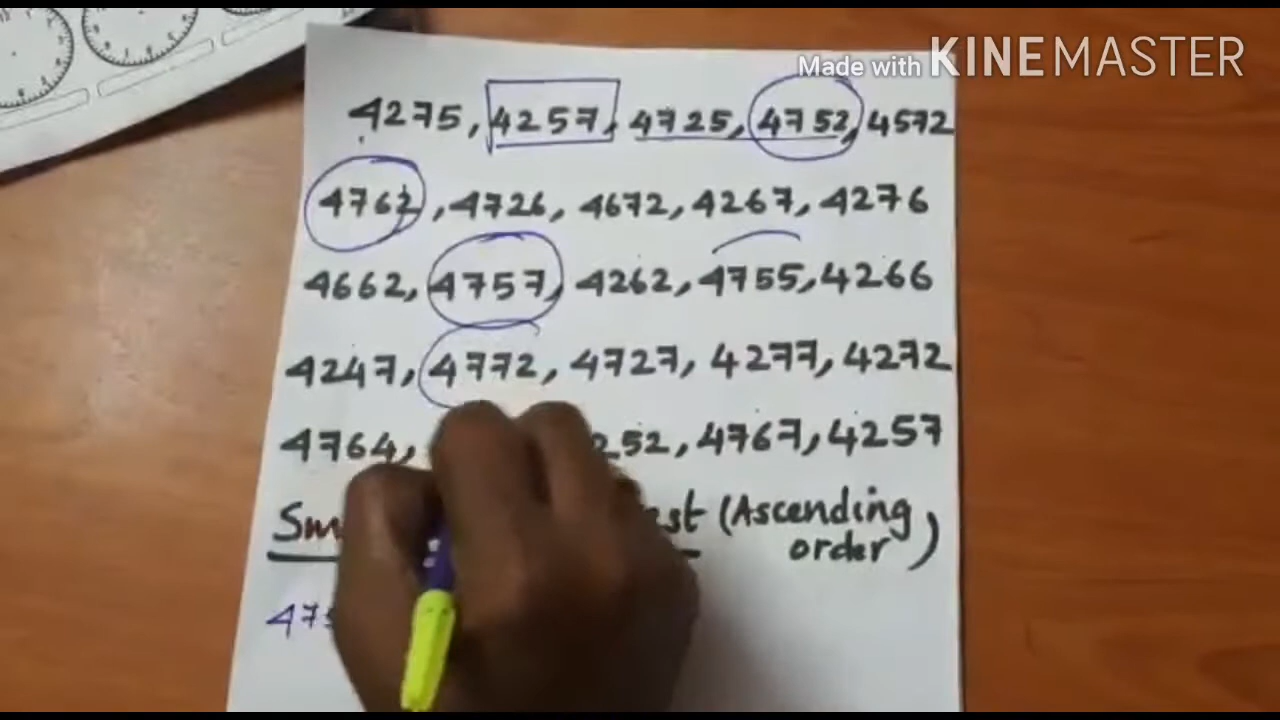 Made with KINEMASTER
4275, 4257, 4725, 4752, 4572
4762, 4726, 4672, 4267, 4276
4662, 4757, 4262, 4755, 4266
4247, 4772, 4727, 4277, 4272
4764, 4767, 4257
(Ascending order)